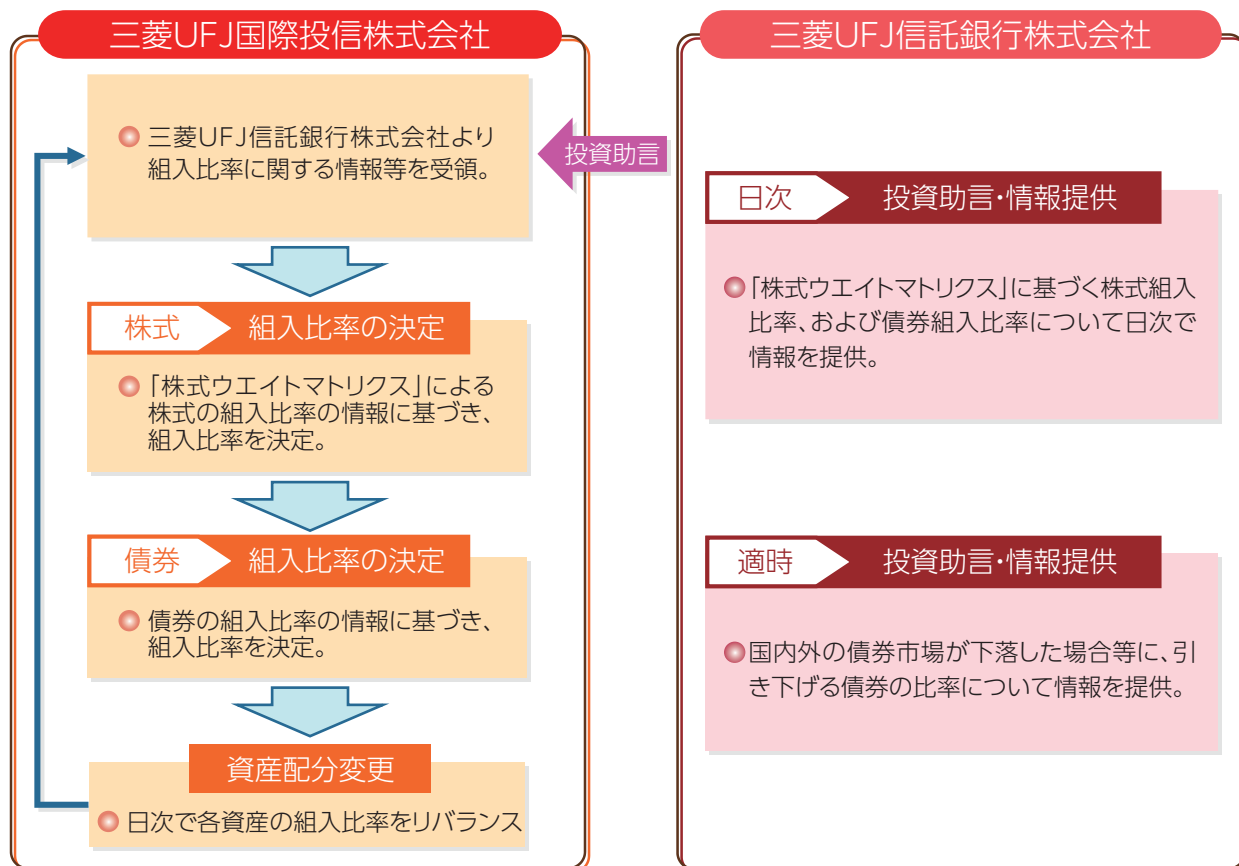 三菱UFJ国際投信株式会社
三菱UFJ信託銀行株式会社より
組入比率に関する情報等を受領。
株式 組入比率の決定
「株式ウエイトマトリクス」による
株式の組入比率の情報に基づき、
組入比率を決定。
債券 組入比率の決定
債券の組入比率の情報に基づき、
組入比率を決定。
資産配分変更
日次で各資産の組入比率をリバランス
投資助言
三菱UFJ信託銀行株式会社
日次 投資助言・情報提供
「株式ウエイトマトリクス」に基づく株式組入
比率、および債券組入比率について日次で
情報を提供。
適時 投資助言・情報提供
国内外の債券市場が下落した場合等に、引
き下げる債券の比率について情報を提供。